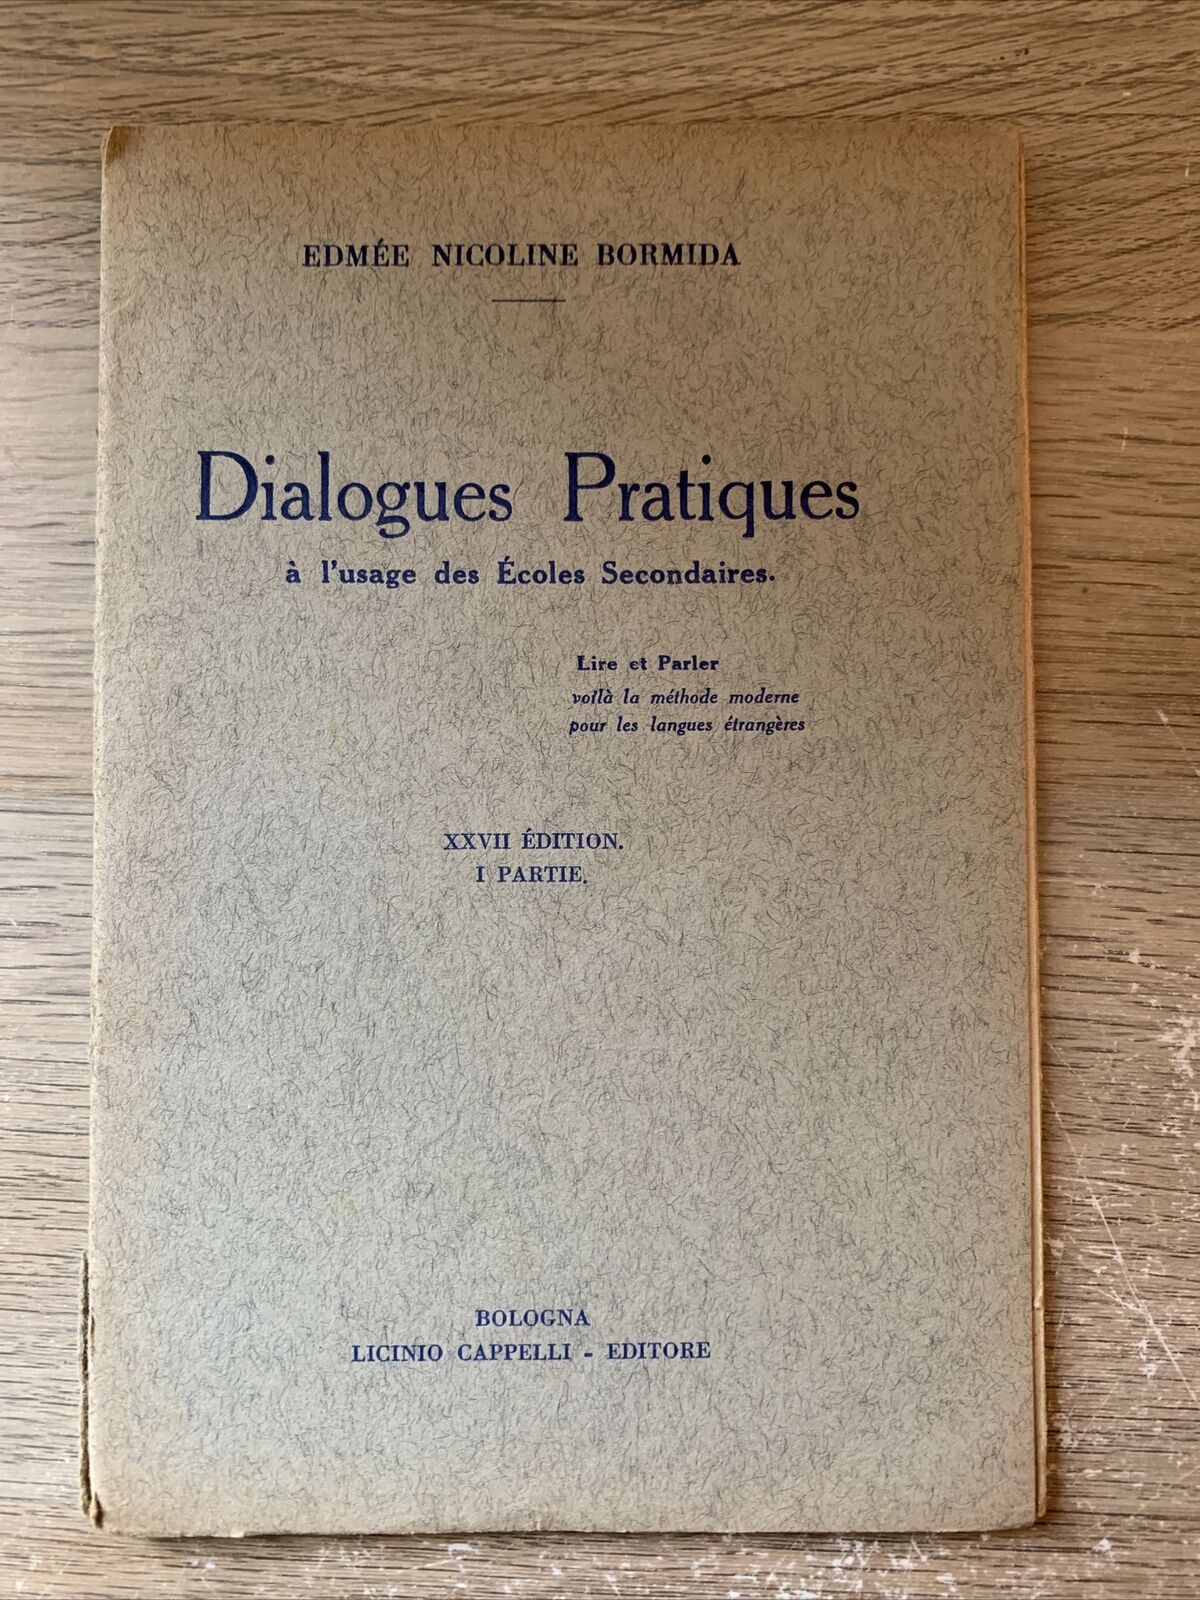 EDMÉE NICOLINE BORMIDA
Dialogues Pratiques
à l'usage des Écoles Secondaires.
Lire et Parler
voilà la méthode moderne
pour les langues étrangères
XXVII ÉDITION.
I PARTIE.
BOLOGNA
LICINIO CAPPELLI - EDITORE